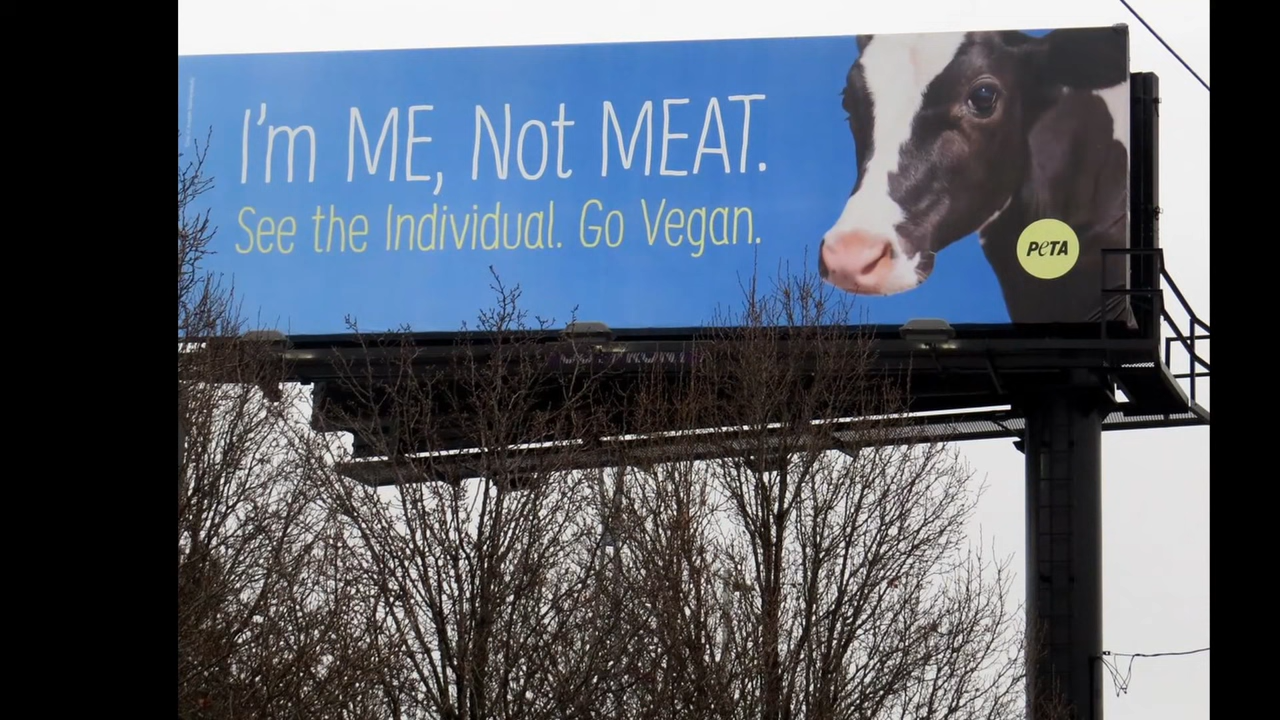 I'm ME, Not MEAT.
See the Individual. Go Vegan.
PeTA